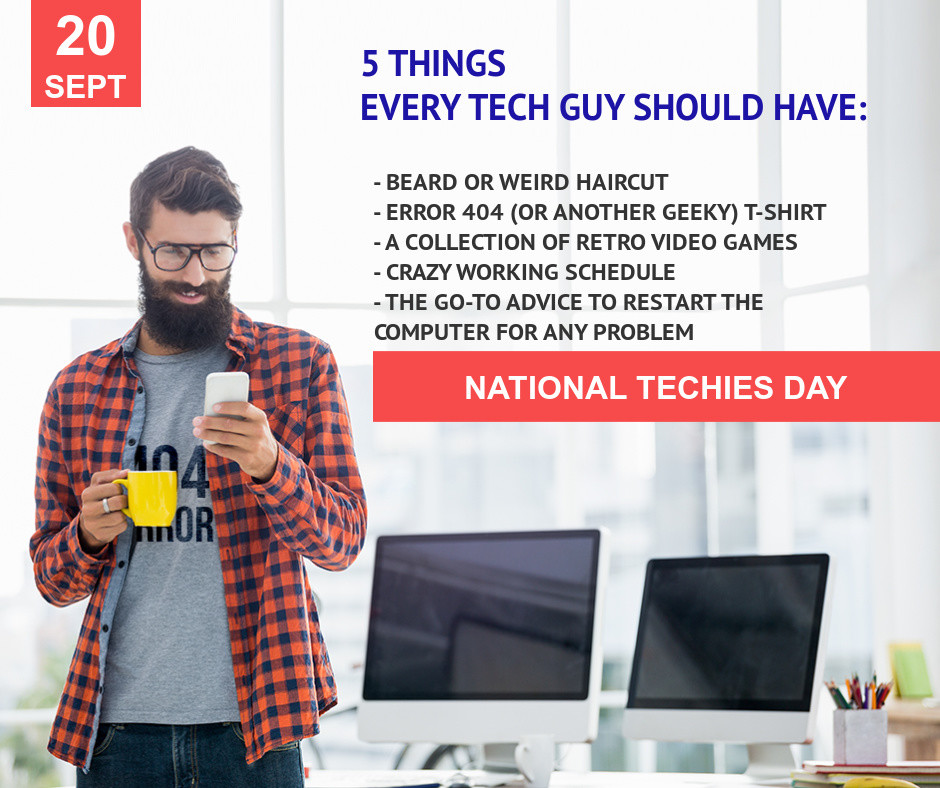 20
SEPT
5 THINGS
EVERY TECH GUY SHOULD HAVE:
- BEARD OR WEIRD HAIRCUT
- ERROR 404 (OR ANOTHER GEEKY) T-SHIRT
- A COLLECTION OF RETRO VIDEO GAMES
- CRAZY WORKING SCHEDULE
- THE GO-TO ADVICE TO RESTART THE
COMPUTER FOR ANY PROBLEM
NATIONAL TECHIES DAY
404
ERROR